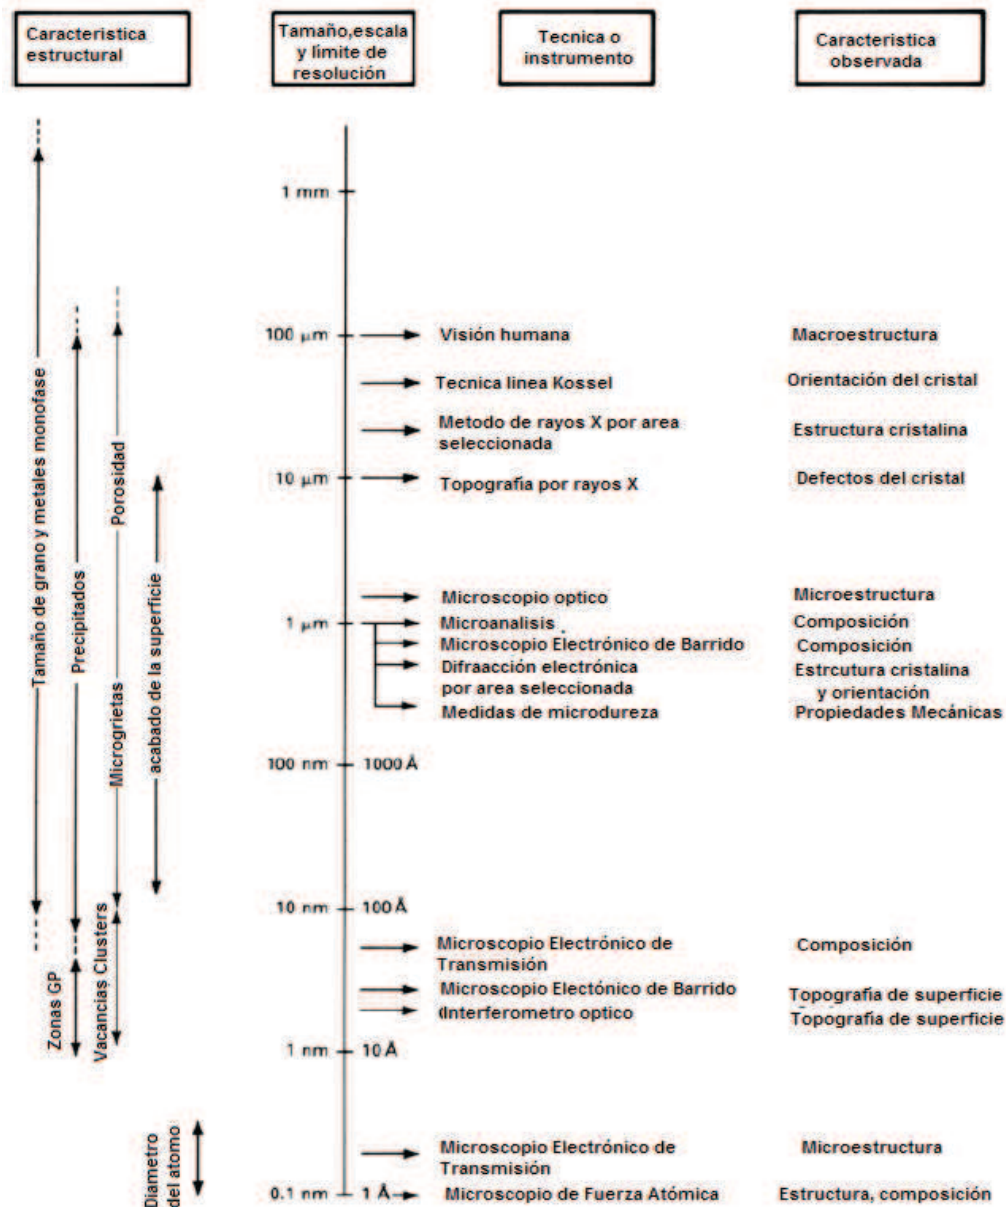 Caracteristica
estructural
Tamaño,escala
y limite de
resolución
Tecnica o
instrumento
Caracteristica
observada
1 mm
100 µm
Visión humana
Macroestructura
Tecnica linea Kossel
Orientación del cristal
Metodo de rayos X por area
seleccionada
Estructura cristalina
10 µm
Topografia por rayos X
Defectos del cristal
Microscopio optico
Microestructura
1 µm
Microanalisis
Composición
Microscopio Electrónico de Barrido
Composición
Difraacción electrónica
por area seleccionada
Estrcutura cristalina
y orientación
Medidas de microdureza
Propiedades Mecánicas
100 nm
1000 Å
10 nm
100 Å
Microscopio Electrónico de
Transmisión
Composición
Microscopio Electónico de Barrido
Topografia de superficie
Interferometro optico
Topografia de superficie
1 nm
10 Å
Microscopio Electrónico de
Transmisión
Microestructura
0.1 nm
1 Å
Microscopio de Fuerza Atómica
Estructura, composición
Tamaño de grano y metales monofase
Precipitados
Porosidad
Microgrietas
acabado de la superficie
Zonas GP
Vacancias Clusters
Diametro
del atomo